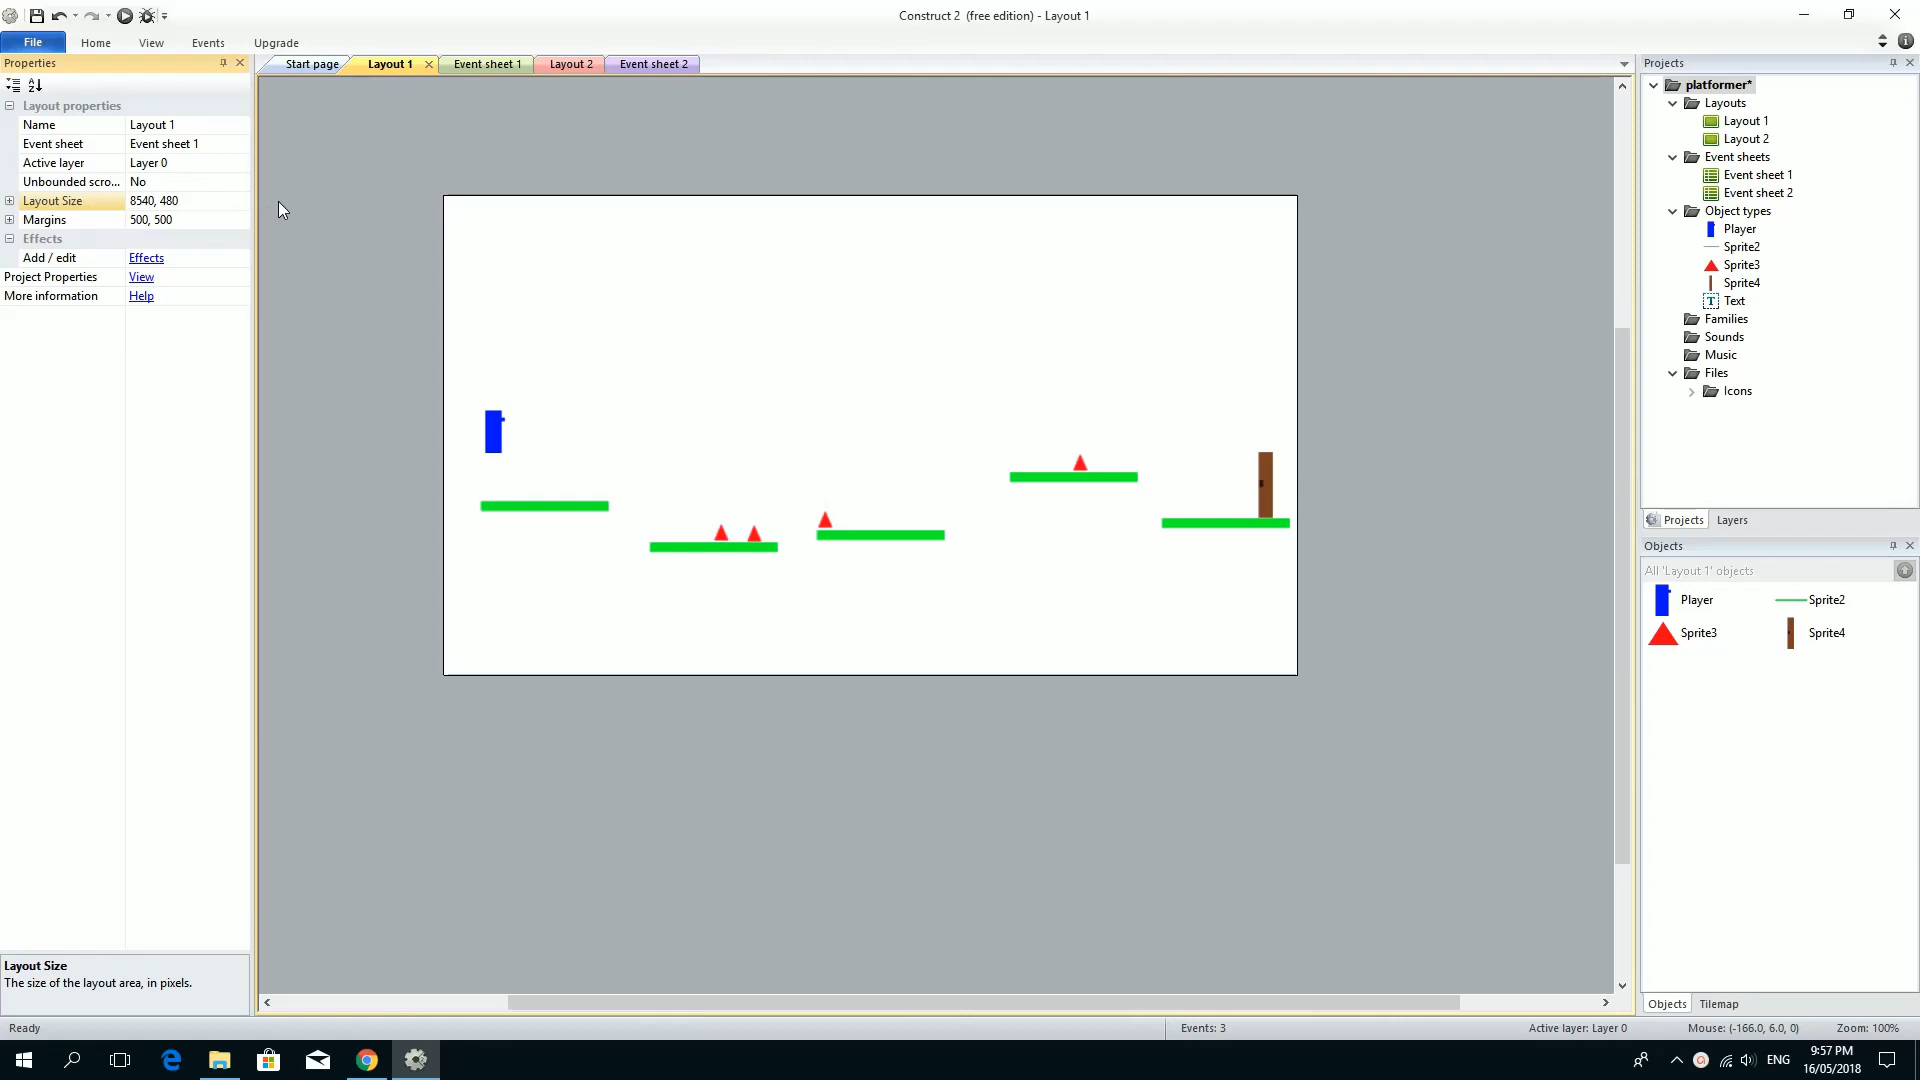 Construct 2 (free edition) - Layout 1
File Home View Events Upgrade
Properties
Start page Layout 1 Event sheet 1 Layout 2 Event sheet 2
Layout properties
Name Layout 1
Event sheet Event sheet 1
Active layer Layer 0
Unbounded scro... No
Layout Size 8540, 480
Margins 500, 500
Effects
Add / edit Effects
Project Properties View
More information Help
Layout Size
The size of the layout area, in pixels.
Projects
platformer*
Layouts
Layout 1
Layout 2
Event sheets
Event sheet 1
Event sheet 2
Object types
Player
Sprite2
Sprite3
Sprite4
T Text
Families
Sounds
Music
Files
Icons
Projects Layers
Objects
All 'Layout 1' objects
Player Sprite2
Sprite3 Sprite4
Objects Tilemap
Ready Events: 3 Active layer: Layer 0 Mouse: (-166.0, 6.0, 0) Zoom: 100%
ENG
9:57 PM
16/05/2018